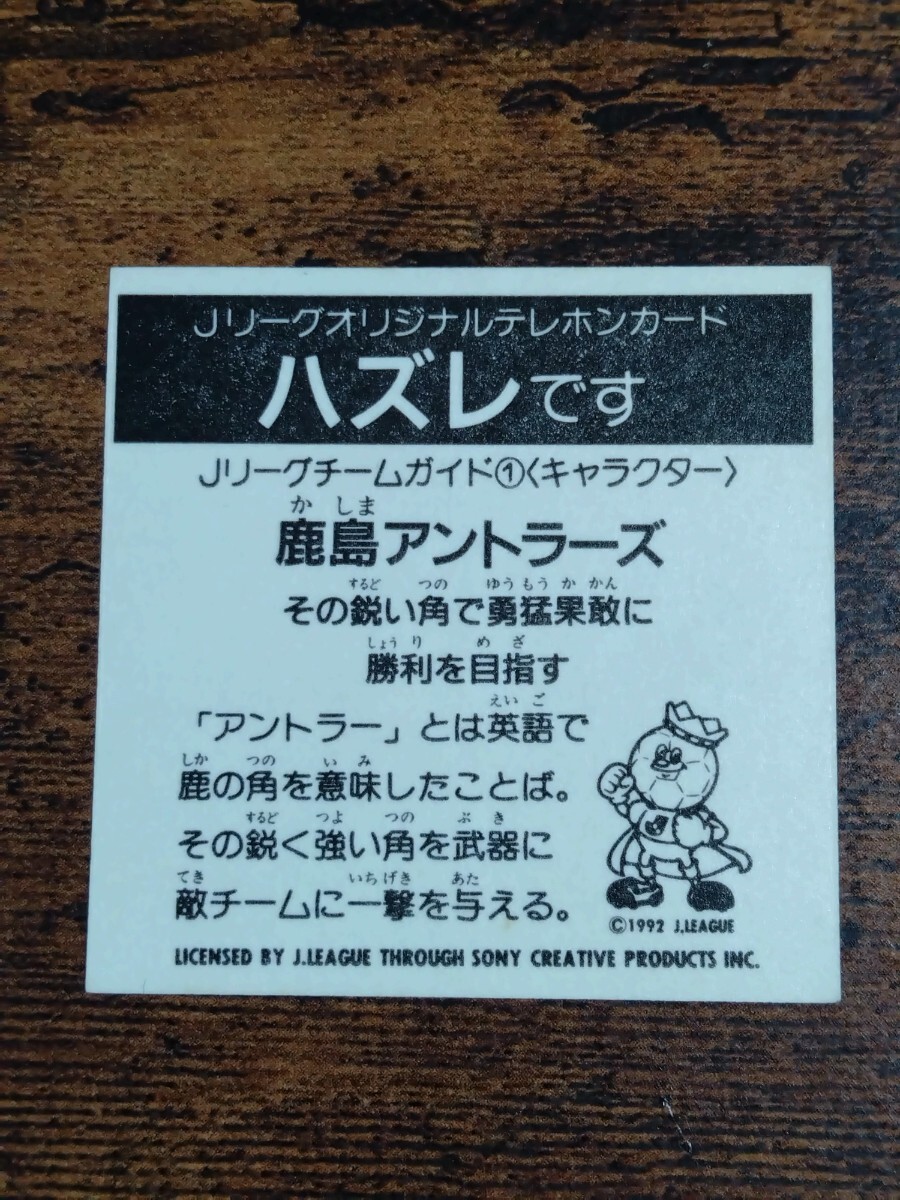 Jリーグオリジナルテレホンカード
ハズレです
Jリーグチームガイド①〈キャラクター〉
かしま
鹿島アントラーズ
するど つの ゆうもうかかん
その鋭い角で勇猛果敢に
しょうり めざ
勝利を目指す
えいご
「アントラー」とは英語で
しか つの いみ
鹿の角を意味したことば。
するど つよ つの ぶき
その鋭く強い角を武器に
てき いちげき あた
敵チームに一撃を与える。
©1992 J.LEAGUE
LICENSED BY J.LEAGUE THROUGH SONY CREATIVE PRODUCTS INC.